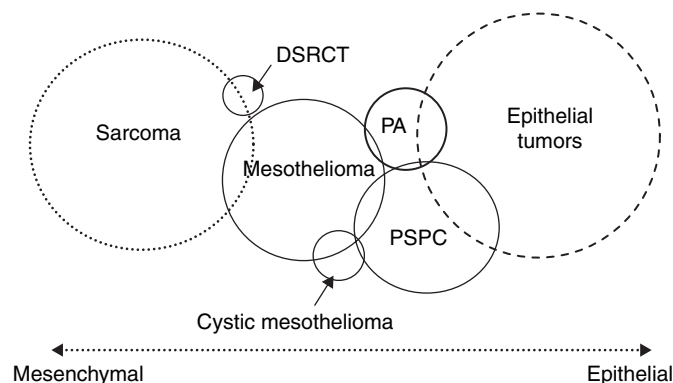 DSRCT
Sarcoma
PA
Epithelial
tumors
Mesothelioma
PSPC
Cystic mesothelioma
Mesenchymal
Epithelial